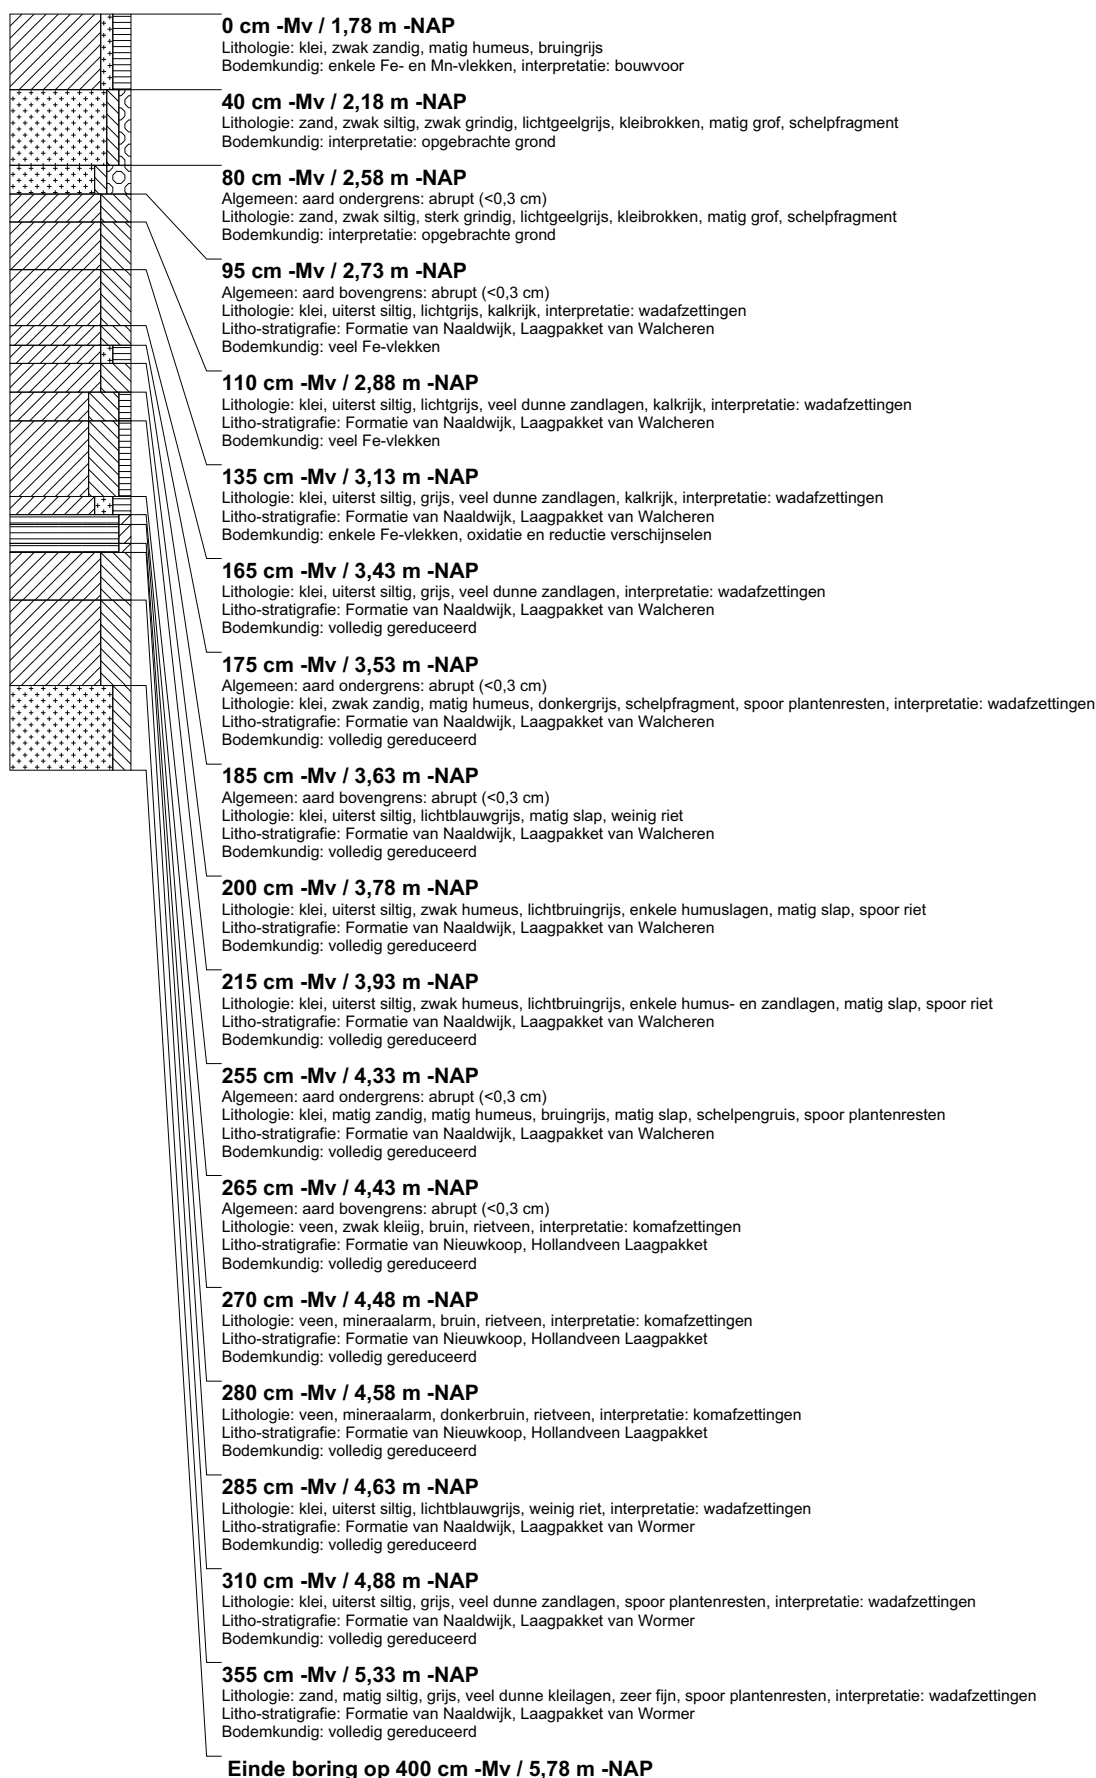 0 cm -Mv / 1,78 m -NAP
Lithologie: klei, zwak zandig, matig humeus, bruingrijs
Bodemkundig: enkele Fe- en Mn-vlekken, interpretatie: bouwvoor
40 cm -Mv / 2,18 m -NAP
Lithologie: zand, zwak siltig, zwak grindig, lichtgeelgrijs, kleibrokken, matig grof, schelpfragment
Bodemkundig: interpretatie: opgebrachte grond
80 cm -Mv / 2,58 m -NAP
Algemeen: aard ondergrens: abrupt (<0,3 cm)
Lithologie: zand, zwak siltig, sterk grindig, lichtgeelgrijs, kleibrokken, matig grof, schelpfragment
Bodemkundig: interpretatie: opgebrachte grond
95 cm -Mv / 2,73 m -NAP
Algemeen: aard bovengrens: abrupt (<0,3 cm)
Lithologie: klei, uiterst siltig, lichtgrijs, kalkrijk, interpretatie: wadafzettingen
Litho-stratigrafie: Formatie van Naaldwijk, Laagpakket van Walcheren
Bodemkundig: veel Fe-vlekken
110 cm -Mv / 2,88 m -NAP
Lithologie: klei, uiterst siltig, lichtgrijs, veel dunne zandlagen, kalkrijk, interpretatie: wadafzettingen
Litho-stratigrafie: Formatie van Naaldwijk, Laagpakket van Walcheren
Bodemkundig: veel Fe-vlekken
135 cm -Mv / 3,13 m -NAP
Lithologie: klei, uiterst siltig, grijs, veel dunne zandlagen, kalkrijk, interpretatie: wadafzettingen
Litho-stratigrafie: Formatie van Naaldwijk, Laagpakket van Walcheren
Bodemkundig: enkele Fe-vlekken, oxidatie en reductie verschijnselen
165 cm -Mv / 3,43 m -NAP
Lithologie: klei, uiterst siltig, grijs, veel dunne zandlagen, interpretatie: wadafzettingen
Litho-stratigrafie: Formatie van Naaldwijk, Laagpakket van Walcheren
Bodemkundig: volledig gereduceerd
175 cm -Mv / 3,53 m -NAP
Algemeen: aard ondergrens: abrupt (<0,3 cm)
Lithologie: klei, zwak zandig, matig humeus, donkergrijs, schelpfragment, spoor plantenresten, interpretatie: wadafzettingen
Litho-stratigrafie: Formatie van Naaldwijk, Laagpakket van Walcheren
Bodemkundig: volledig gereduceerd
185 cm -Mv / 3,63 m -NAP
Algemeen: aard bovengrens: abrupt (<0,3 cm)
Lithologie: klei, uiterst siltig, lichtblauwgrijs, matig slap, weinig riet
Litho-stratigrafie: Formatie van Naaldwijk, Laagpakket van Walcheren
Bodemkundig: volledig gereduceerd
200 cm -Mv / 3,78 m -NAP
Lithologie: klei, uiterst siltig, zwak humeus, lichtbruingrijs, enkele humuslagen, matig slap, spoor riet
Litho-stratigrafie: Formatie van Naaldwijk, Laagpakket van Walcheren
Bodemkundig: volledig gereduceerd
215 cm -Mv / 3,93 m -NAP
Lithologie: klei, uiterst siltig, zwak humeus, lichtbruingrijs, enkele humus- en zandlagen, matig slap, spoor riet
Litho-stratigrafie: Formatie van Naaldwijk, Laagpakket van Walcheren
Bodemkundig: volledig gereduceerd
255 cm -Mv / 4,33 m -NAP
Algemeen: aard ondergrens: abrupt (<0,3 cm)
Lithologie: klei, matig zandig, matig humeus, bruingrijs, matig slap, schelpengruis, spoor plantenresten
Litho-stratigrafie: Formatie van Naaldwijk, Laagpakket van Walcheren
Bodemkundig: volledig gereduceerd
265 cm -Mv / 4,43 m -NAP
Algemeen: aard bovengrens: abrupt (<0,3 cm)
Lithologie: veen, zwak kleiig, bruin, rietveen, interpretatie: komafzettingen
Litho-stratigrafie: Formatie van Nieuwkoop, Hollandveen Laagpakket
Bodemkundig: volledig gereduceerd
270 cm -Mv / 4,48 m -NAP
Lithologie: veen, mineraalarm, bruin, rietveen, interpretatie: komafzettingen
Litho-stratigrafie: Formatie van Nieuwkoop, Hollandveen Laagpakket
Bodemkundig: volledig gereduceerd
280 cm -Mv / 4,58 m -NAP
Lithologie: veen, mineraalarm, donkerbruin, rietveen, interpretatie: komafzettingen
Litho-stratigrafie: Formatie van Nieuwkoop, Hollandveen Laagpakket
Bodemkundig: volledig gereduceerd
285 cm -Mv / 4,63 m -NAP
Lithologie: klei, uiterst siltig, lichtblauwgrijs, weinig riet, interpretatie: wadafzettingen
Litho-stratigrafie: Formatie van Naaldwijk, Laagpakket van Wormer
Bodemkundig: volledig gereduceerd
310 cm -Mv / 4,88 m -NAP
Lithologie: klei, uiterst siltig, grijs, veel dunne zandlagen, spoor plantenresten, interpretatie: wadafzettingen
Litho-stratigrafie: Formatie van Naaldwijk, Laagpakket van Wormer
Bodemkundig: volledig gereduceerd
355 cm -Mv / 5,33 m -NAP
Lithologie: zand, matig siltig, grijs, veel dunne kleilagen, zeer fijn, spoor plantenresten, interpretatie: wadafzettingen
Litho-stratigrafie: Formatie van Naaldwijk, Laagpakket van Wormer
Bodemkundig: volledig gereduceerd
Einde boring op 400 cm -Mv / 5,78 m -NAP